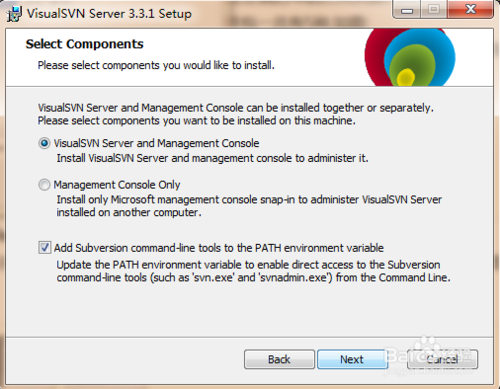 VisualSVN Server 3.3.1 Setup
Select Components
Please select components you would like to install.
VisualSVN Server and Management Console can be installed together or separately.
Please select components you want to be installed on this machine.
VisualSVN Server and Management Console
Install VisualSVN Server and management console to administer it.
Management Console Only
Install only Microsoft management console snap-in to administer VisualSVN Server
installed on another computer.
Add Subversion command-line tools to the PATH environment variable
Update the PATH environment variable to enable direct access to the Subversion
command-line tools (such as 'svn.exe' and 'svnadmin.exe') from the Command Line.
Back
Next
Cancel